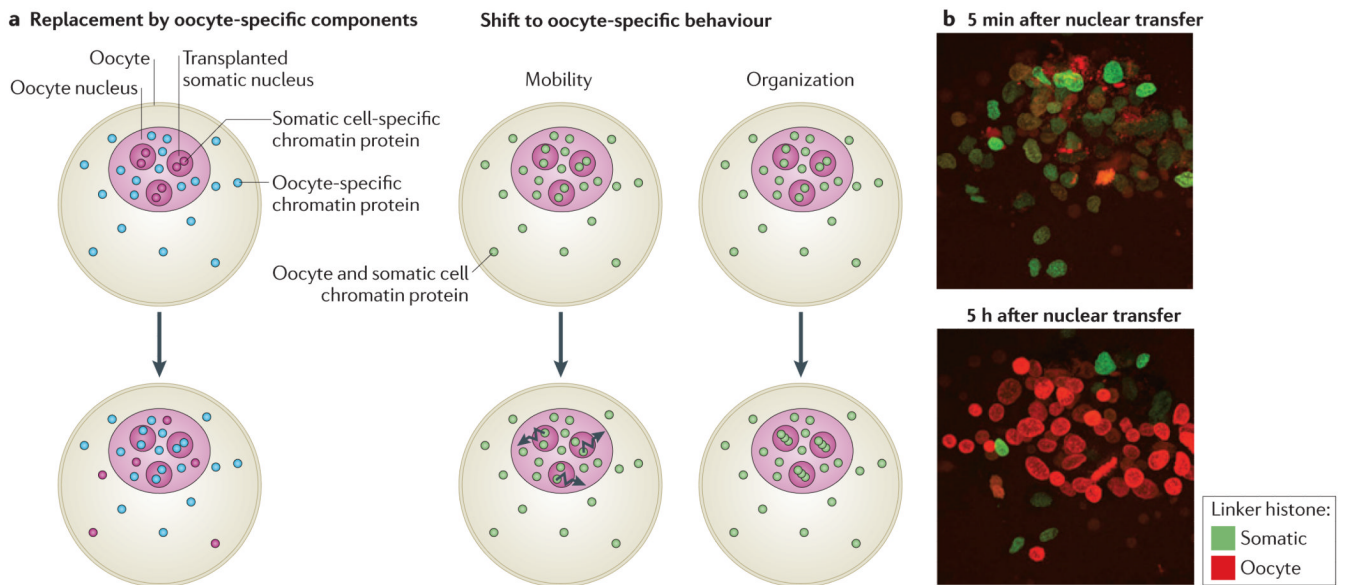 a Replacement by oocyte-specific components
Shift to oocyte-specific behaviour
b 5 min after nuclear transfer
Oocyte
Oocyte nucleus
Transplanted
somatic nucleus
Somatic cell-specific
chromatin protein
Oocyte-specific
chromatin protein
Mobility
Organization
Oocyte and somatic cell
chromatin protein
5 h after nuclear transfer
Linker histone:
Somatic
Oocyte